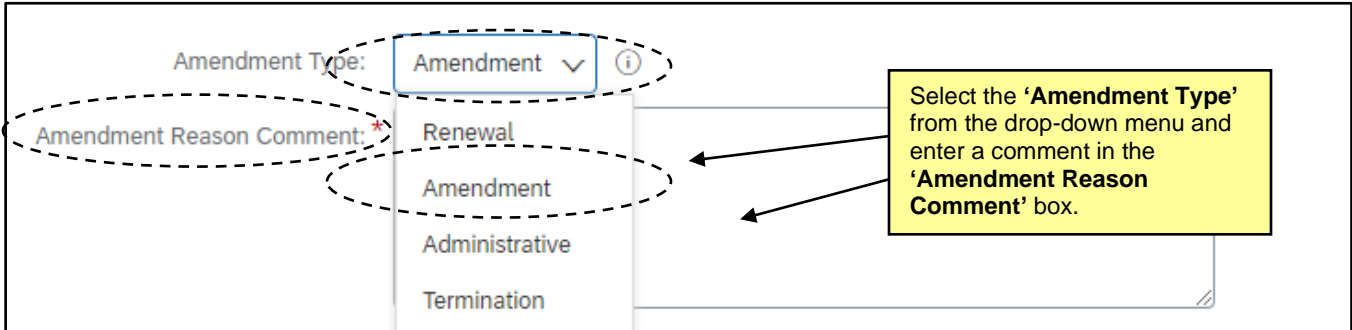 Amendment Type:
Amendment
Amendment Reason Comment: *
Renewal
Amendment
Administrative
Termination
Select the ‘Amendment Type’
from the drop-down menu and
enter a comment in the
‘Amendment Reason
Comment’ box.